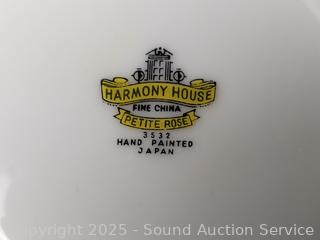 HARMONY HOUSE
FINE CHINA
PETITE ROSE
3532
HAND PAINTED
JAPAN
Copyright 2025 - Sound Auction Service